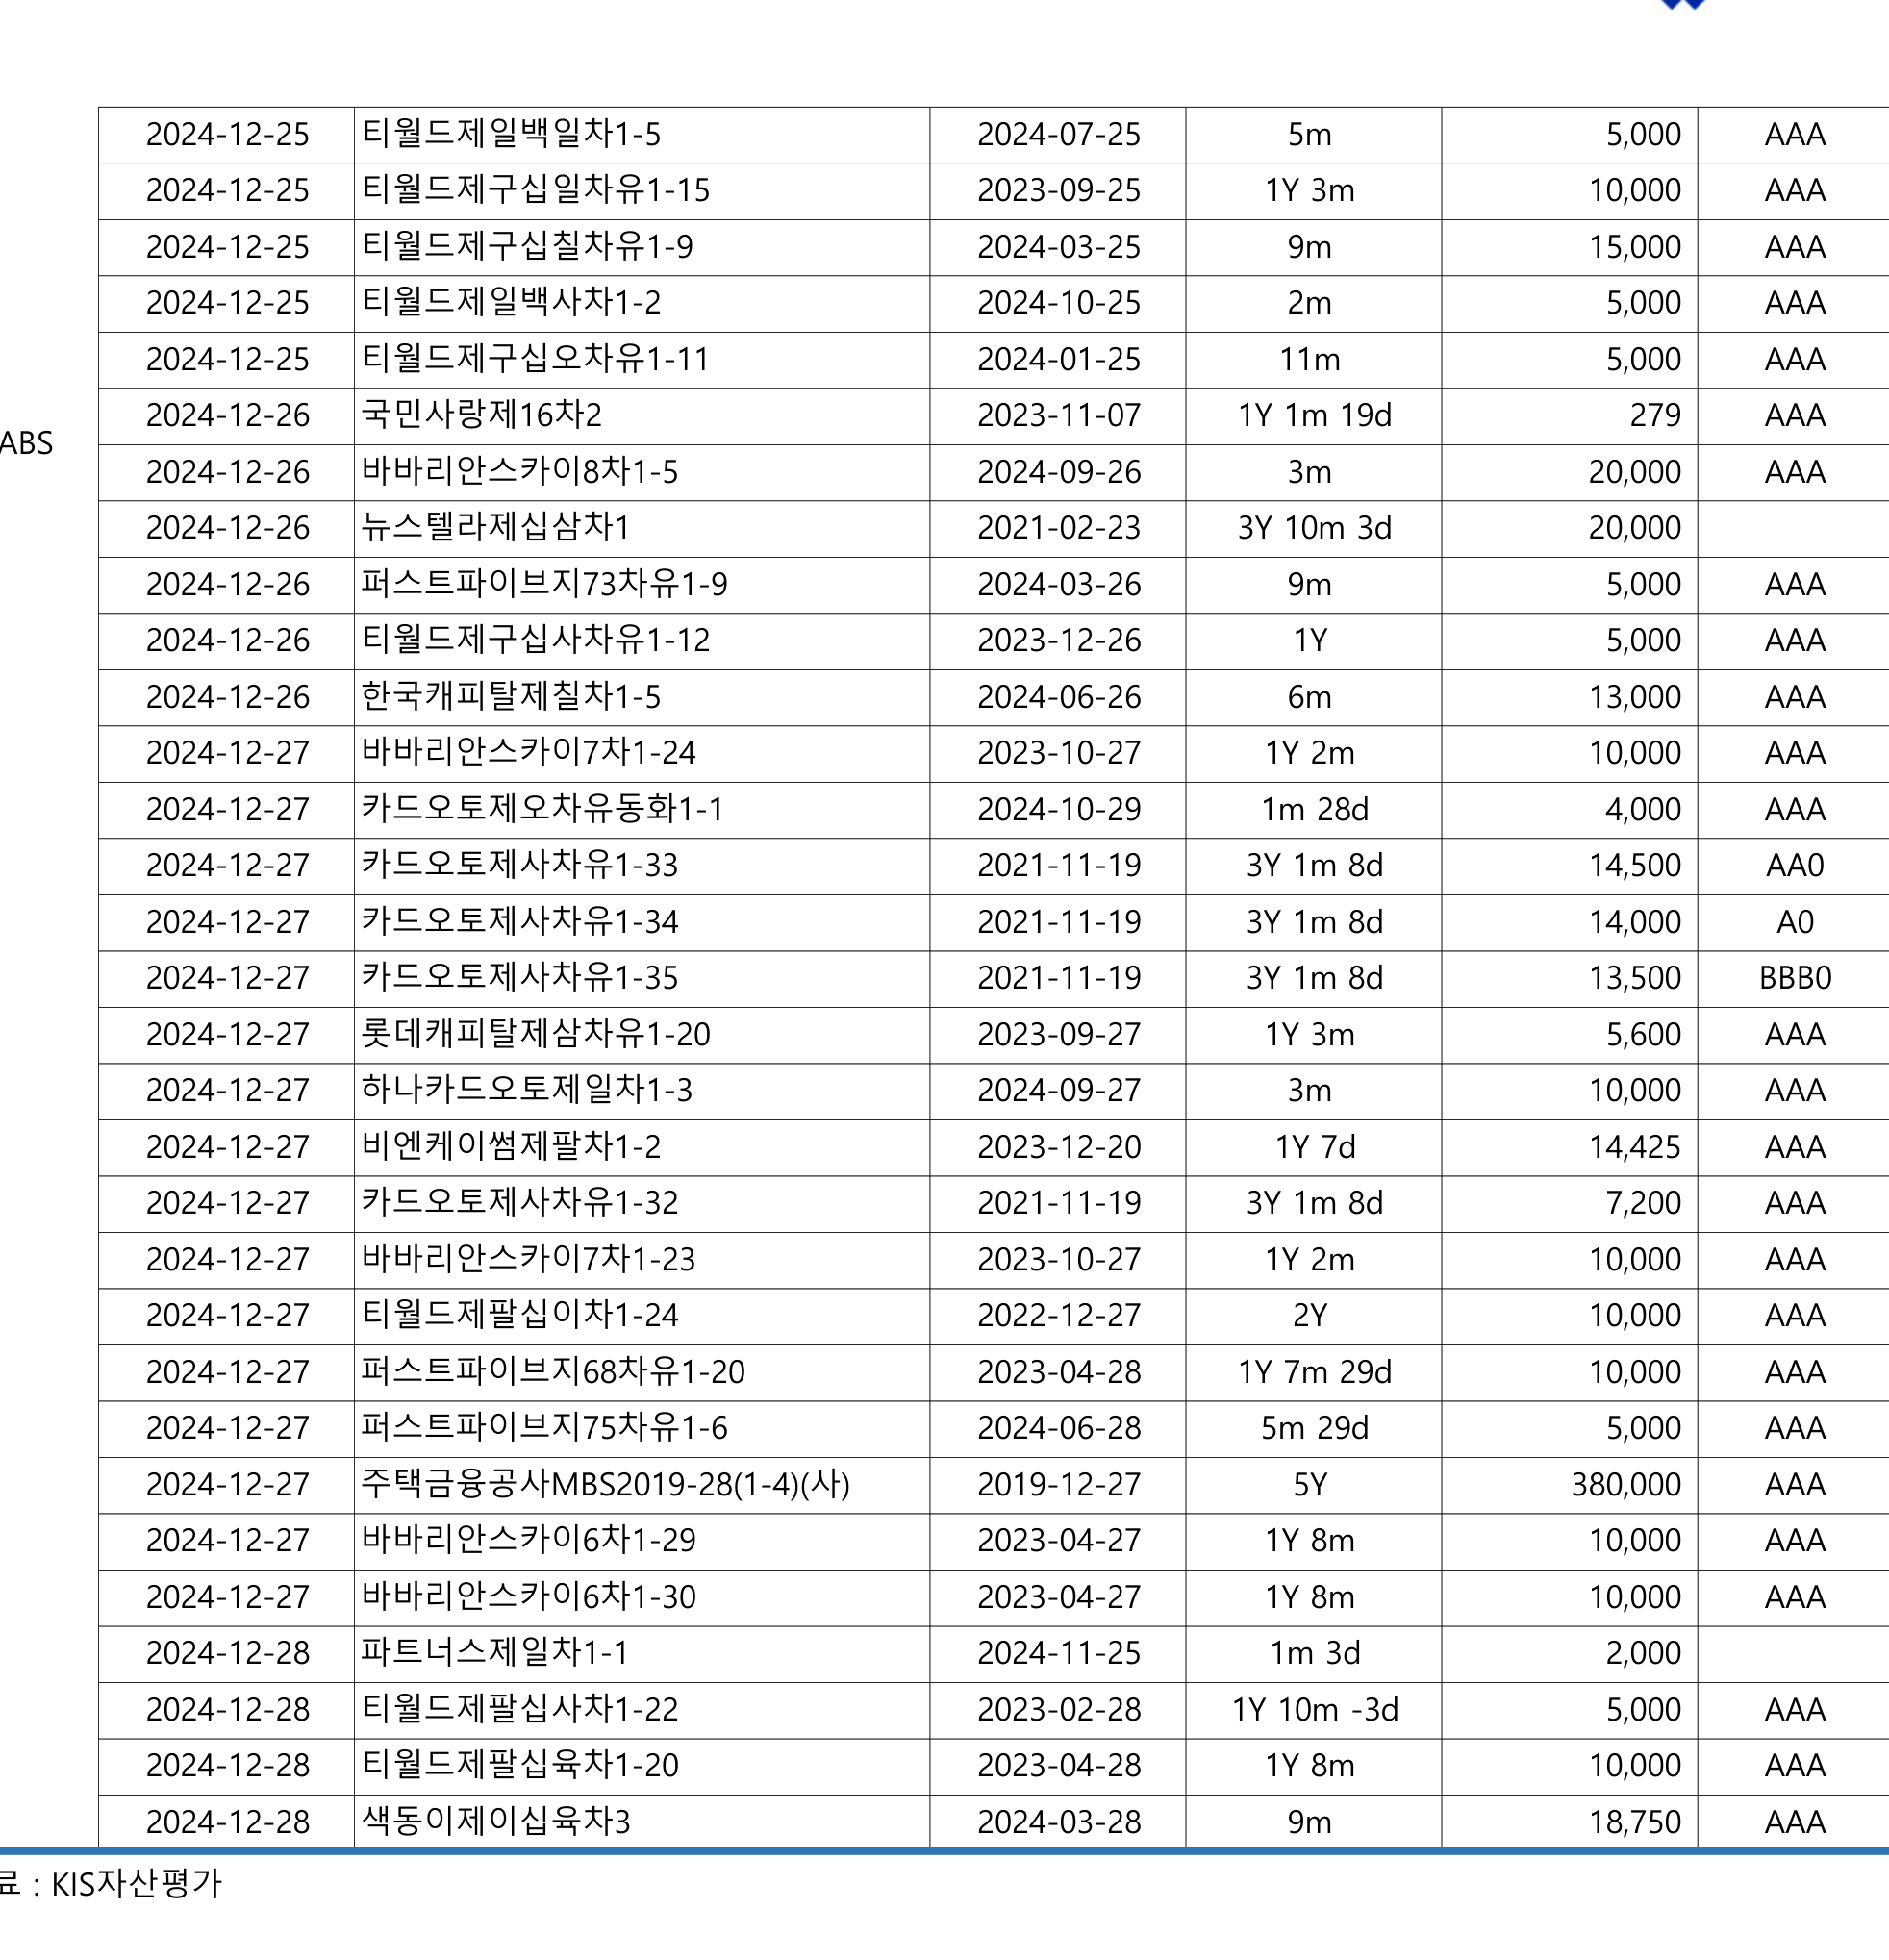 2024-12-25 티월드제일백일차1-5 2024-07-25 5m 5,000 AAA
2024-12-25 티월드제구십일차유1-15 2023-09-25 1Y 3m 10,000 AAA
2024-12-25 티월드제구십칠차유1-9 2024-03-25 9m 15,000 AAA
2024-12-25 티월드제일백사차1-2 2024-10-25 2m 5,000 AAA
2024-12-25 티월드제구십오차유1-11 2024-01-25 11m 5,000 AAA
2024-12-26 국민사랑제16차2 2023-11-07 1Y 1m 19d 279 AAA
ABS
2024-12-26 바바리안스카이8차1-5 2024-09-26 3m 20,000 AAA
2024-12-26 뉴스텔라제십삼차1 2021-02-23 3Y 10m 3d 20,000
2024-12-26 퍼스트파이브지73차유1-9 2024-03-26 9m 5,000 AAA
2024-12-26 티월드제구십사차유1-12 2023-12-26 1Y 5,000 AAA
2024-12-26 한국캐피탈제칠차1-5 2024-06-26 6m 13,000 AAA
2024-12-27 바바리안스카이7차1-24 2023-10-27 1Y 2m 10,000 AAA
2024-12-27 카드오토제오차유동화1-1 2024-10-29 1m 28d 4,000 AAA
2024-12-27 카드오토제사차유1-33 2021-11-19 3Y 1m 8d 14,500 AA0
2024-12-27 카드오토제사차유1-34 2021-11-19 3Y 1m 8d 14,000 A0
2024-12-27 카드오토제사차유1-35 2021-11-19 3Y 1m 8d 13,500 BBB0
2024-12-27 롯데캐피탈제삼차유1-20 2023-09-27 1Y 3m 5,600 AAA
2024-12-27 하나카드오토제일차1-3 2024-09-27 3m 10,000 AAA
2024-12-27 비엔케이썸제팔차1-2 2023-12-20 1Y 7d 14,425 AAA
2024-12-27 카드오토제사차유1-32 2021-11-19 3Y 1m 8d 7,200 AAA
2024-12-27 바바리안스카이7차1-23 2023-10-27 1Y 2m 10,000 AAA
2024-12-27 티월드제팔십이차1-24 2022-12-27 2Y 10,000 AAA
2024-12-27 퍼스트파이브지68차유1-20 2023-04-28 1Y 7m 29d 10,000 AAA
2024-12-27 퍼스트파이브지75차유1-6 2024-06-28 5m 29d 5,000 AAA
2024-12-27 주택금융공사MBS2019-28(1-4)(사) 2019-12-27 5Y 380,000 AAA
2024-12-27 바바리안스카이6차1-29 2023-04-27 1Y 8m 10,000 AAA
2024-12-27 바바리안스카이6차1-30 2023-04-27 1Y 8m 10,000 AAA
2024-12-28 파트너스제일차1-1 2024-11-25 1m 3d 2,000
2024-12-28 티월드제팔십사차1-22 2023-02-28 1Y 10m -3d 5,000 AAA
2024-12-28 티월드제팔십육차1-20 2023-04-28 1Y 8m 10,000 AAA
2024-12-28 색동이제이십육차3 2024-03-28 9m 18,750 AAA
료 : KIS자산평가